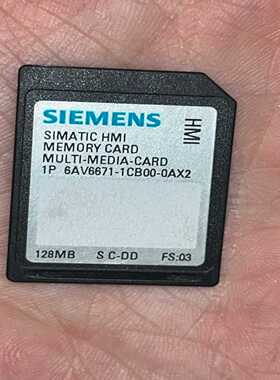 SIEMENS
HMI
SIMATIC HMI
MEMORY CARD
MULTI-MEDIA-CARD
1P 6AV6671-1CB00-0AX2
128MB S C-DD FS:03